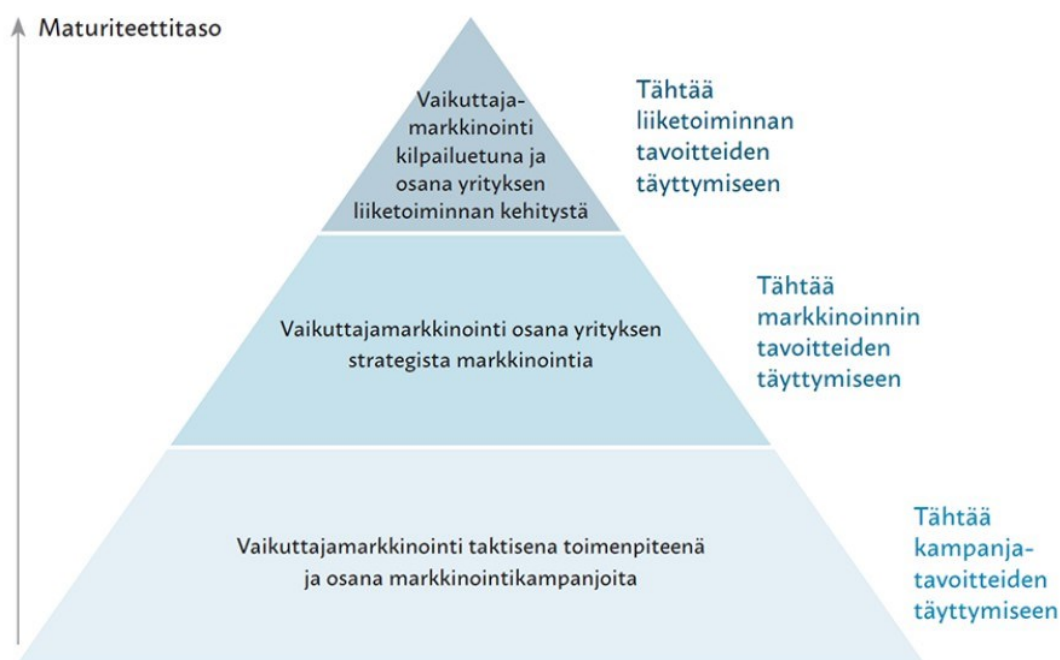 Maturiteettitaso
Vaikuttaja-
markkinointi
kilpailuetuna ja
osana yrityksen
liiketoiminnan kehitystä
Tähtää
liiketoiminnan
tavoitteiden
täyttymiseen
Vaikuttajamarkkinointi osana yrityksen
strategista markkinointia
Tähtää
markkinoinnin
tavoitteiden
täyttymiseen
Vaikuttajamarkkinointi taktisena toimenpiteenä
ja osana markkinointikampanjoita
Tähtää
kampanja-
tavoitteiden
täyttymiseen